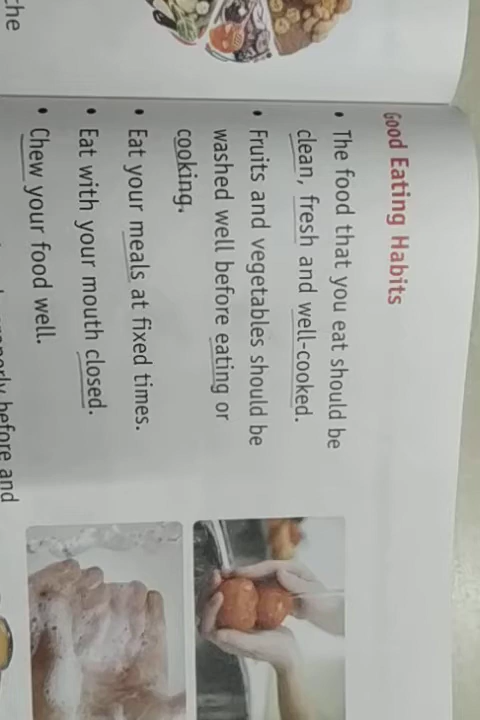 che
Good Eating Habits
• The food that you eat should be
clean, fresh and well-cooked.
• Fruits and vegetables should be
washed well before eating or
cooking.
• Eat your meals at fixed times.
• Eat with your mouth closed.
• Chew your food well.
before and